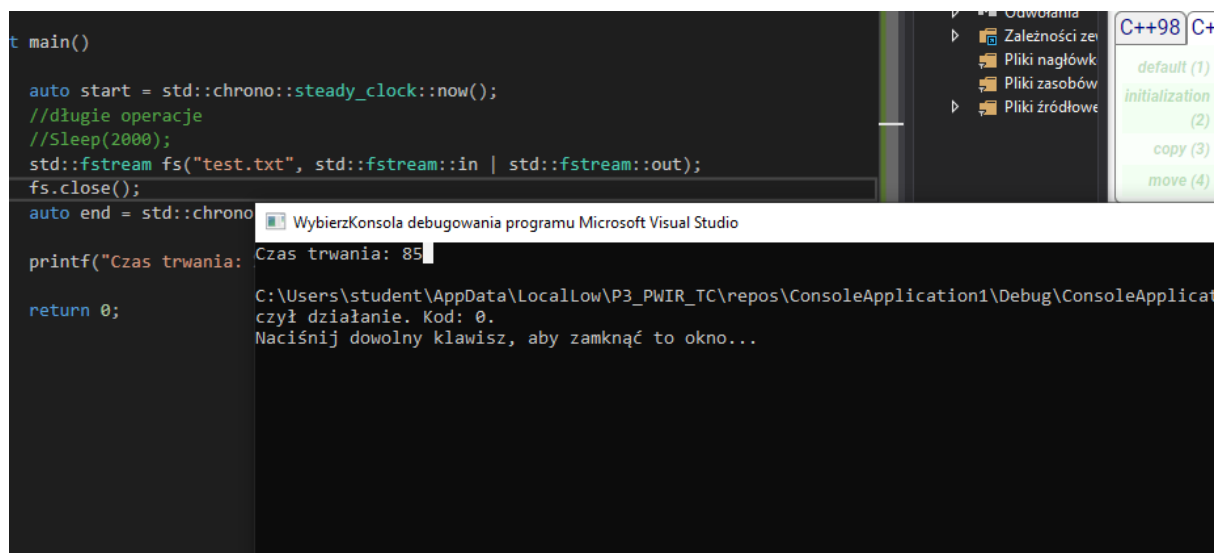 t main()
auto start = std::chrono::steady_clock::now();
//długie operacje
//Sleep(2000);
std::fstream fs("test.txt", std::fstream::in | std::fstream::out);
fs.close();
auto end = std::chrono
printf("Czas trwania:
return 0;
WybierzKonsola debugowania programu Microsoft Visual Studio
Czas trwania: 85
C:\Users\student\AppData\LocalLow\P3_PWIR_TC\repos\ConsoleApplication1\Debug\ConsoleApplicat
czył działanie. Kod: 0.
Naciśnij dowolny klawisz, aby zamknąć to okno...
Odwołania
Zależności ze
Pliki nagłówk
Pliki zasobów
Pliki źródłowe
C++98 C+
default (1)
initialization
(2)
copy (3)
move (4)